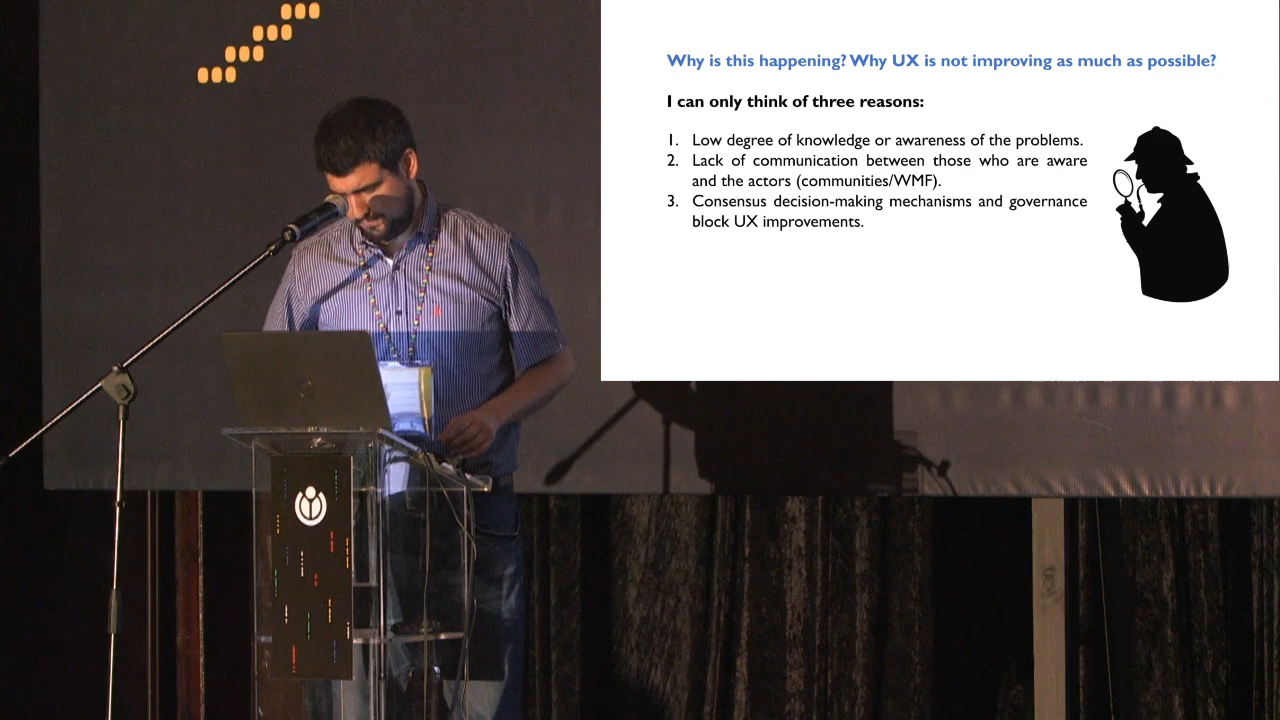 Why is this happening? Why UX is not improving as much as possible?
I can only think of three reasons:
1. Low degree of knowledge or awareness of the problems.
2. Lack of communication between those who are aware
and the actors (communities/WMF).
3. Consensus decision-making mechanisms and governance
block UX improvements.